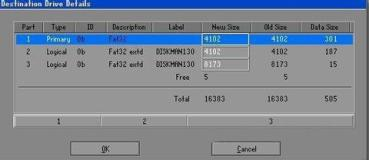 Destination Drive Details
Part Type ID Description Label New Size Old Size Data Size
1 Primary 0b Fat32 4102 4102 301
2 Logical 0b Fat32 extd DISKMAN130 4102 4102 187
3 Logical 0b Fat32 extd DISKMAN130 8173 8173 15
Free 5 5
Total 16383 16383 505
1 2 3
OK Cancel